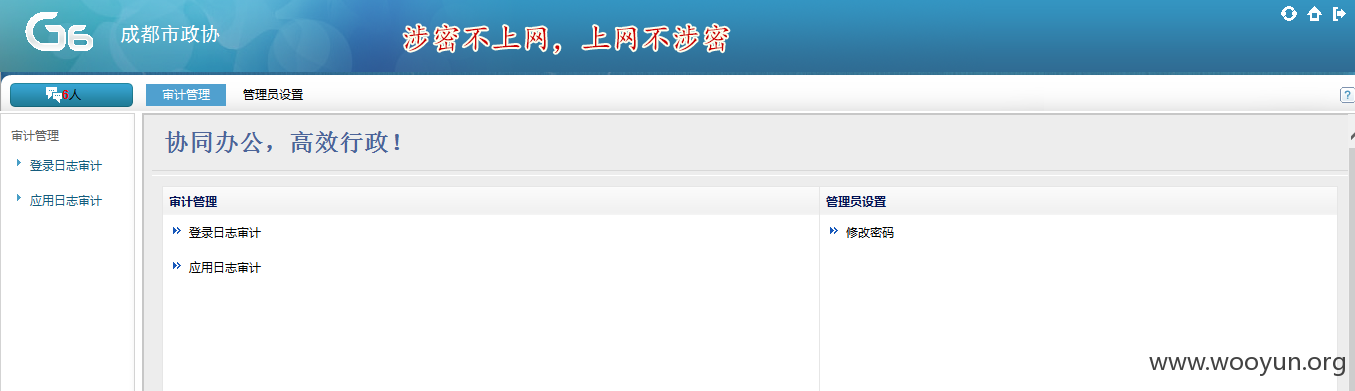 G6 成都市政协 涉密不上网，上网不涉密
6人 审计管理 管理员设置 ?
审计管理
登录日志审计
应用日志审计
协同办公，高效行政！
审计管理 管理员设置
登录日志审计 修改密码
应用日志审计
www.wooyun.org